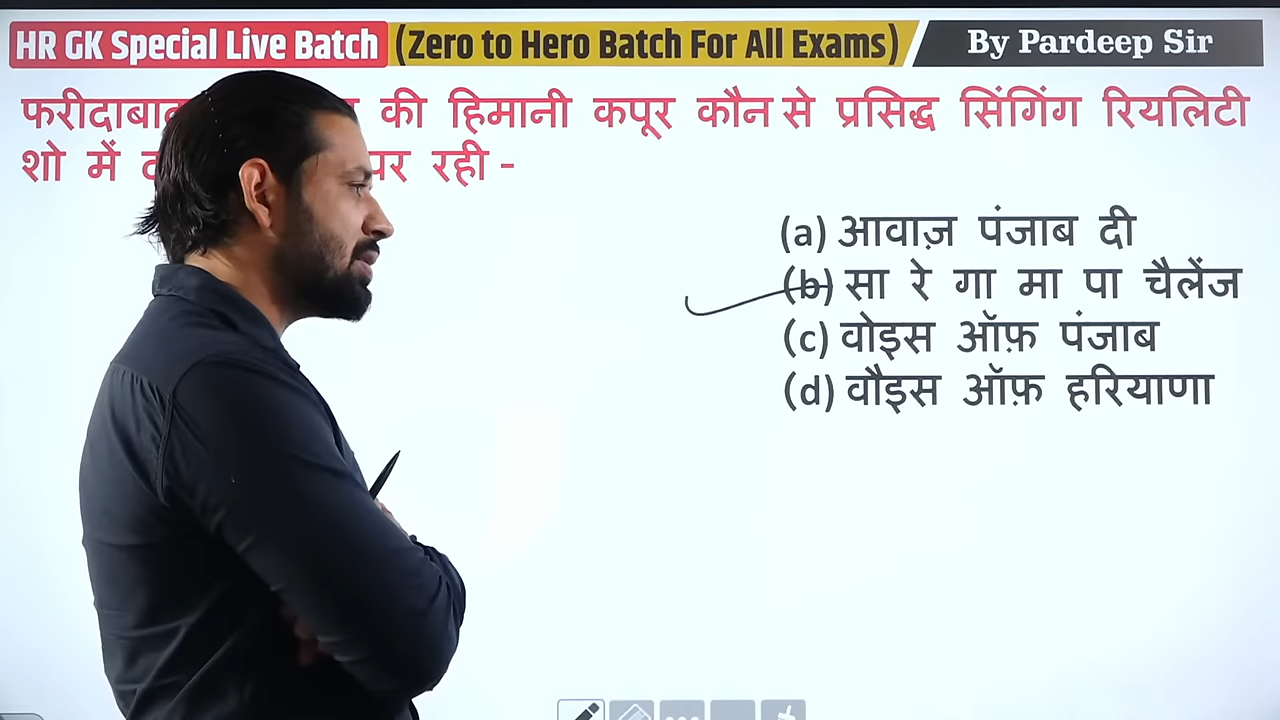 HR GK Special Live Batch (Zero to Hero Batch For All Exams) By Pardeep Sir
की हिमानी कपूर कौन से प्रसिद्ध सिंगिंग रियलिटी
शो में पर रही -
(a) आवाज़ पंजाब दी
(b) सा रे गा मा पा चैलेंज
(c) वोइस ऑफ़ पंजाब
(d) वौइस ऑफ़ हरियाणा